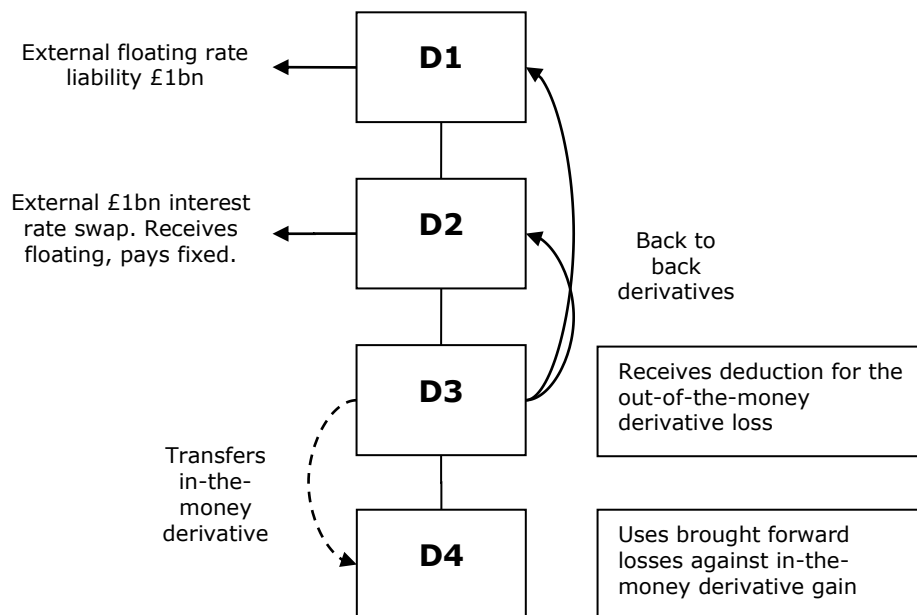 External floating rate
liability £1bn
D1
External £1bn interest
rate swap. Receives
floating, pays fixed.
D2
Back to
back
derivatives
D3
Receives deduction for the
out-of-the-money
derivative loss
Transfers
in-the-
money
derivative
D4
Uses brought forward
losses against in-the-
money derivative gain